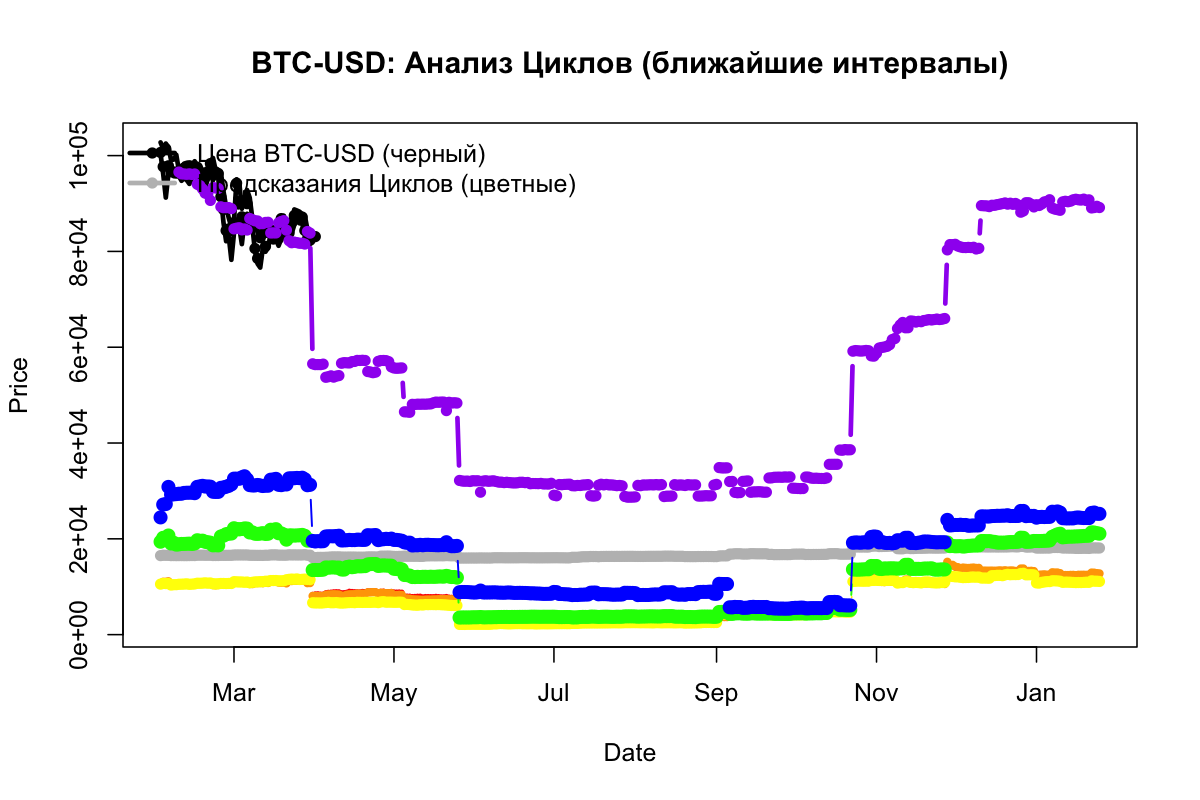 BTC-USD: Анализ Циклов (ближайшие интервалы)
Цена BTC-USD (черный)
Предсказания Циклов (цветные)
Price
1e+05
8e+04
6e+04
4e+04
2e+04
0e+00
Mar May Jul Sep Nov Jan
Date